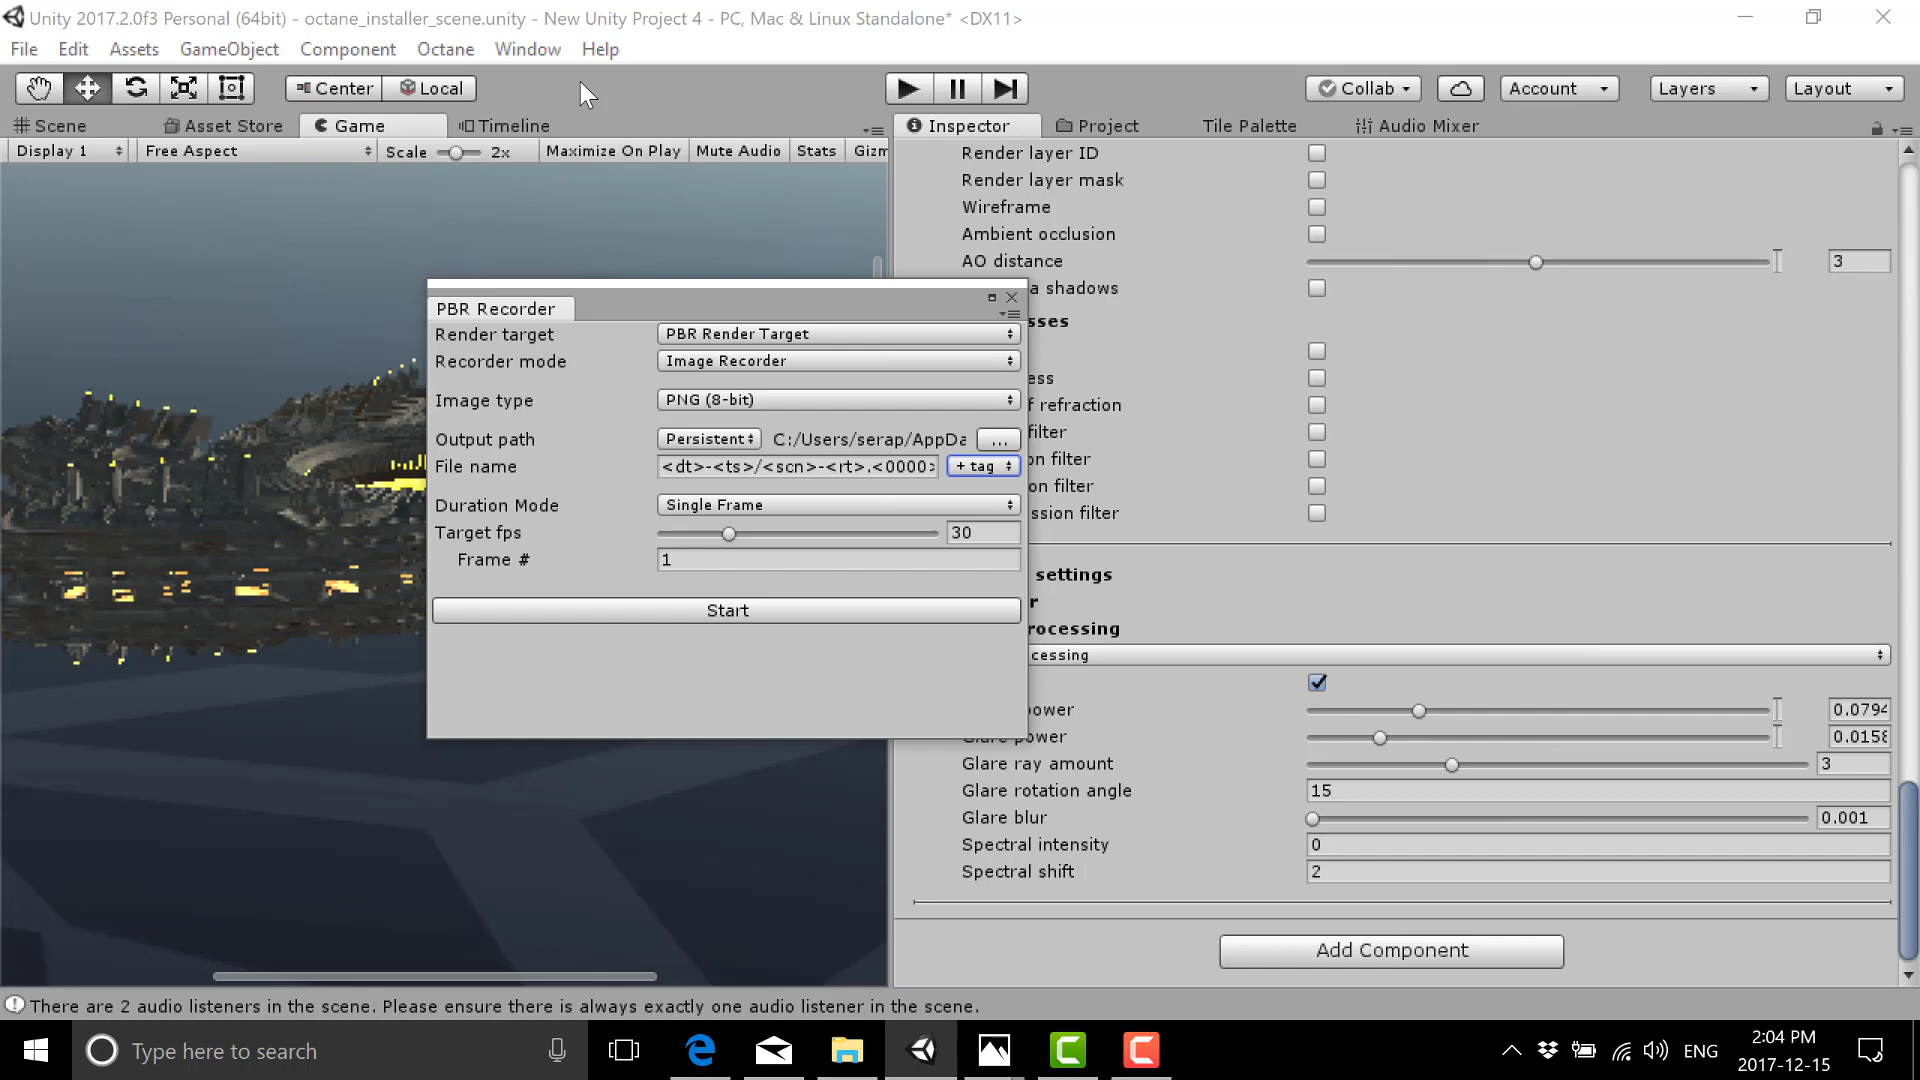 Unity 2017.2.0f3 Personal (64bit) - octane_installer_scene.unity - New Unity Project 4 - PC, Mac & Linux Standalone* <DX11>
File Edit Assets GameObject Component Octane Window Help
Center Local Collab Account Layers Layout
Scene Asset Store Game Timeline Inspector Project Tile Palette Audio Mixer
Display 1 Free Aspect Scale 2x Maximize On Play Mute Audio Stats Gizm
Render layer ID
Render layer mask
Wireframe
Ambient occlusion
AO distance 3
a shadows
sses
ess
f refraction
ilter
on filter
on filter
ssion filter
settings
r
rocessing
cessing
power 0.0794
Glare power 0.0158
Glare ray amount 3
Glare rotation angle 15
Glare blur 0.001
Spectral intensity 0
Spectral shift 2
Add Component
PBR Recorder
Render target PBR Render Target
Recorder mode Image Recorder
Image type PNG (8-bit)
Output path Persistent C:/Users/serap/AppDa ...
File name <dt>-<ts>/<scn>-<rt>.<0000> + tag
Duration Mode Single Frame
Target fps 30
Frame # 1
Start
There are 2 audio listeners in the scene. Please ensure there is always exactly one audio listener in the scene.
Type here to search
ENG
2:04 PM
2017-12-15